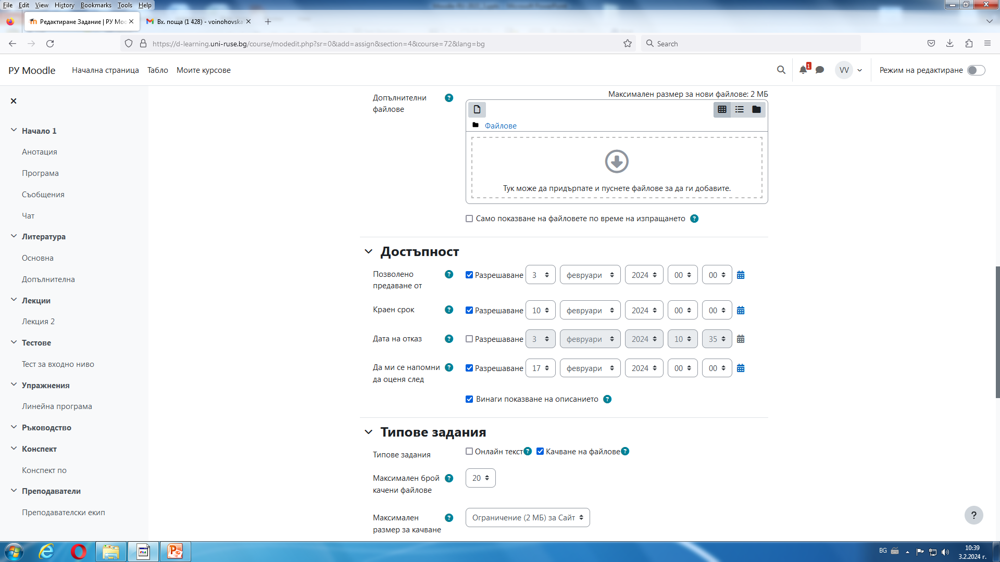 File Edit View History Bookmarks Tools Help
Редактиране Задание | РУ Moo
Вх. поща (1 428) - voinohovska
https://d-learning.uni-ruse.bg/course/modedit.php?sr=0&add=assign&section=4&course=72&lang=bg
Search
РУ Moodle Начална страница Табло Моите курсове
1
VV
Режим на редактиране
Начало 1
Анотация
Програма
Съобщения
Чат
Литература
Основна
Допълнителна
Лекции
Лекция 2
Тестове
Тест за входно ниво
Упражнения
Линейна програма
Ръководство
Конспект
Конспект по
Преподаватели
Преподавателски екип
Допълнителни
файлове
Максимален размер за нови файлове: 2 МБ
Файлове
Тук може да придърпате и пуснете файлове за да ги добавите.
Само показване на файловете по време на изпращането
Достъпност
Позволено
предаване от
Разрешаване 3 февруари 2024 00 00
Краен срок
Разрешаване 10 февруари 2024 00 00
Дата на отказ
Разрешаване 3 февруари 2024 10 35
Да ми се напомни
да оценя след
Разрешаване 17 февруари 2024 00 00
Винаги показване на описанието
Типове задания
Типове задания
Онлайн текст Качване на файлове
Максимален брой
качени файлове
20
Максимален
размер за качване
Ограничение (2 МБ) за Сайт
?
BG
10:39
3.2.2024 г.